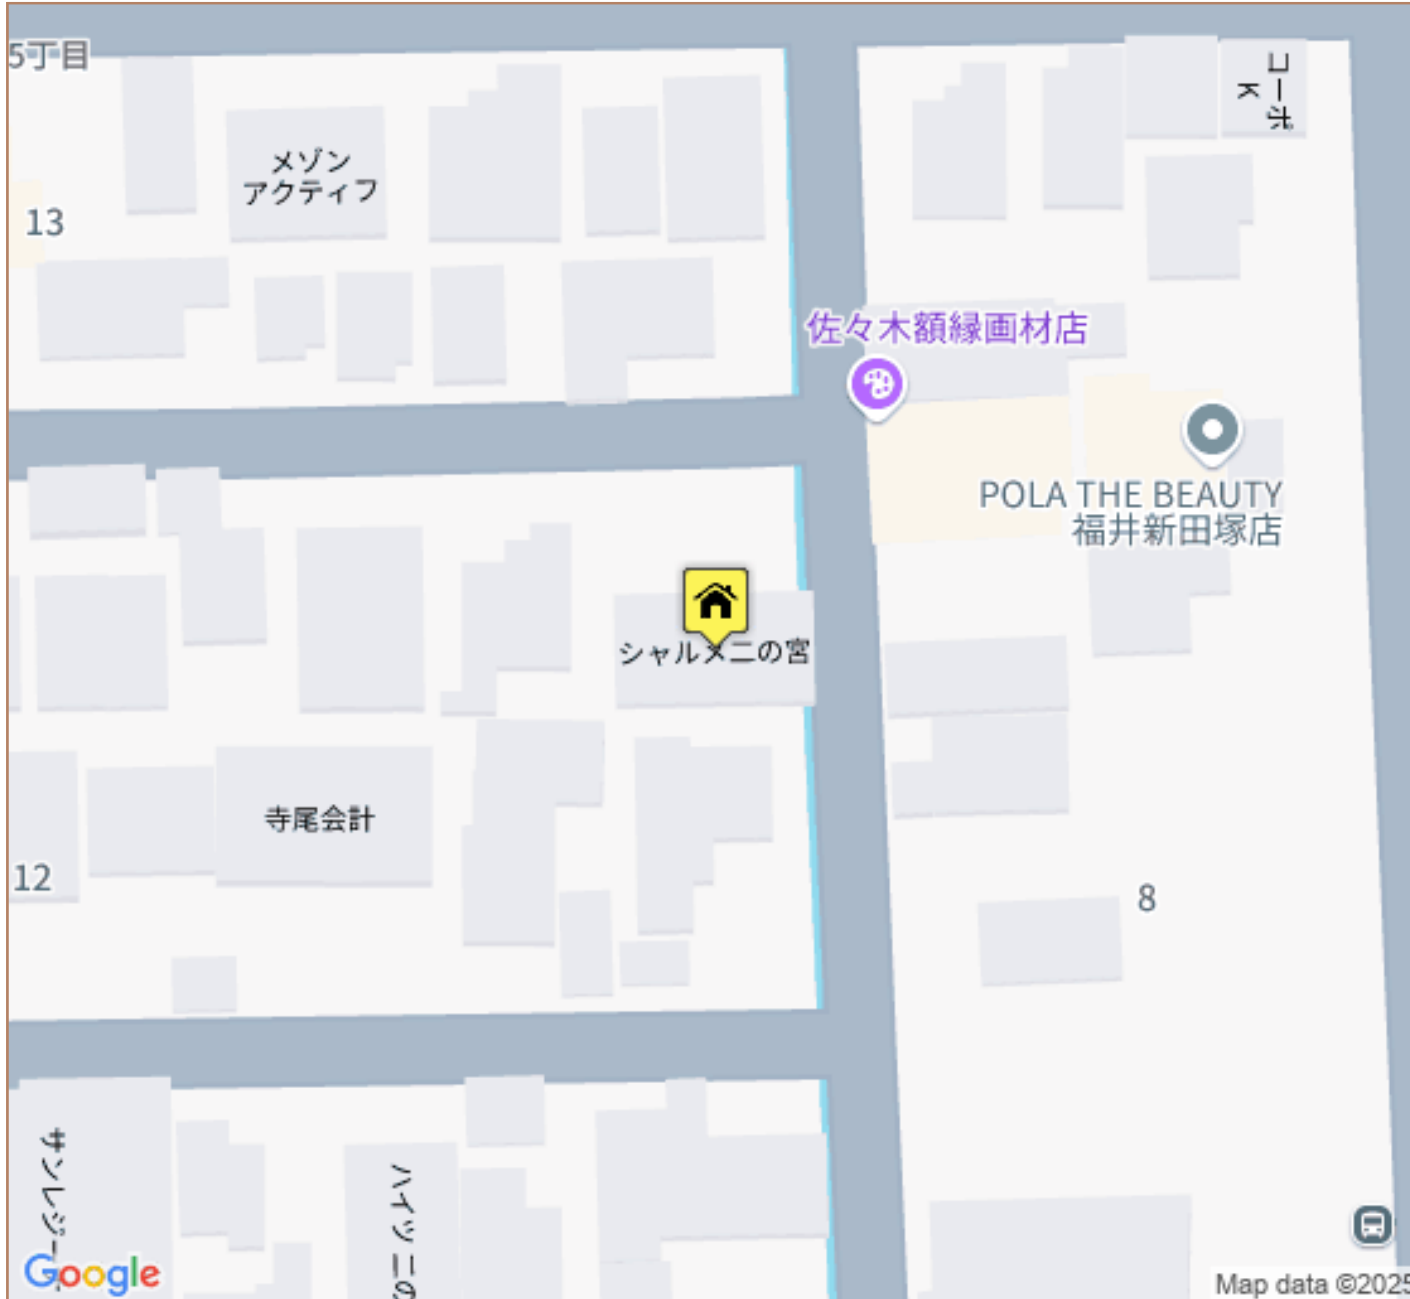 5丁目
コーポ
K
メゾン
アクティフ
13
佐々木額縁画材店
POLA THE BEAUTY
福井新田塚店
シャルメ二の宮
寺尾会計
12
8
サンレジー
ハイツ 二の
Google
Map data ©2025